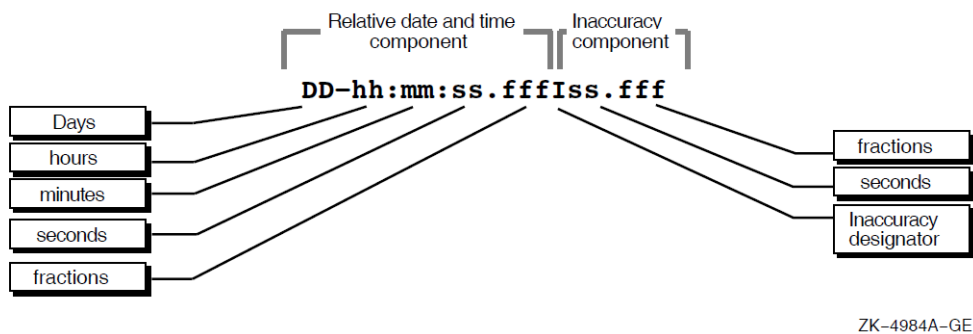 Relative date and time
component
Inaccuracy
component
DD-hh:mm:ss.fffIss.fff
Days
hours
minutes
seconds
fractions
fractions
seconds
Inaccuracy
designator
ZK-4984A-GE